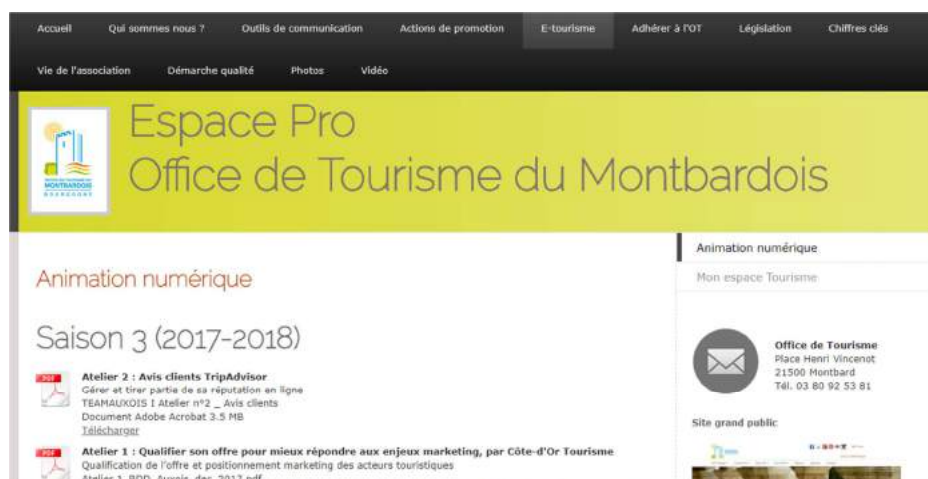 Accueil Qui sommes nous ? Outils de communication Actions de promotion E-tourisme Adhérer à l'OT Législation Chiffres clés
Vie de l'association Démarche qualité Photos Vidéo
Espace Pro
Office de Tourisme du Montbardois
MONTBARDOIS
BOURGOGNE
Animation numérique
Mon espace Tourisme
Animation numérique
Saison 3 (2017-2018)
PDF
Atelier 2 : Avis clients TripAdvisor
Gérer et tirer partie de sa réputation en ligne
TEAMAUXOIS I Atelier n°2 _ Avis clients
Document Adobe Acrobat 3.5 MB
Télécharger
PDF
Atelier 1 : Qualifier son offre pour mieux répondre aux enjeux marketing, par Côte-d'Or Tourisme
Qualification de l'offre et positionnement marketing des acteurs touristiques
Office de Tourisme
Place Henri Vincenot
21500 Montbard
Tél. 03 80 92 53 81
Site grand public